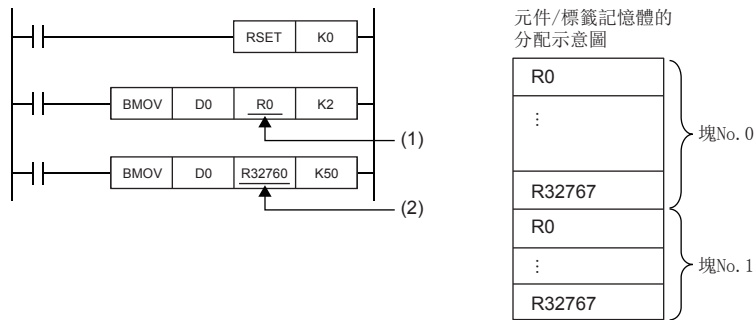 RSET K0
BMOV D0 R0 K2
(1)
BMOV D0 R32760 K50
(2)
元件/標籤記憶體的
分配示意圖
R0
⋮
R32767
塊No. 0
R0
⋮
R32767
塊No. 1